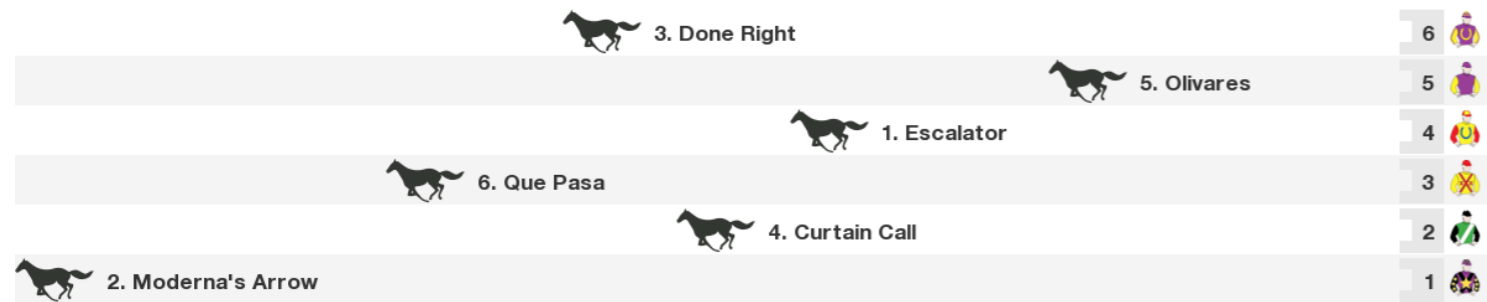 3. Done Right 6
5. Olivares 5
1. Escalator 4
6. Que Pasa 3
4. Curtain Call 2
2. Moderna's Arrow 1